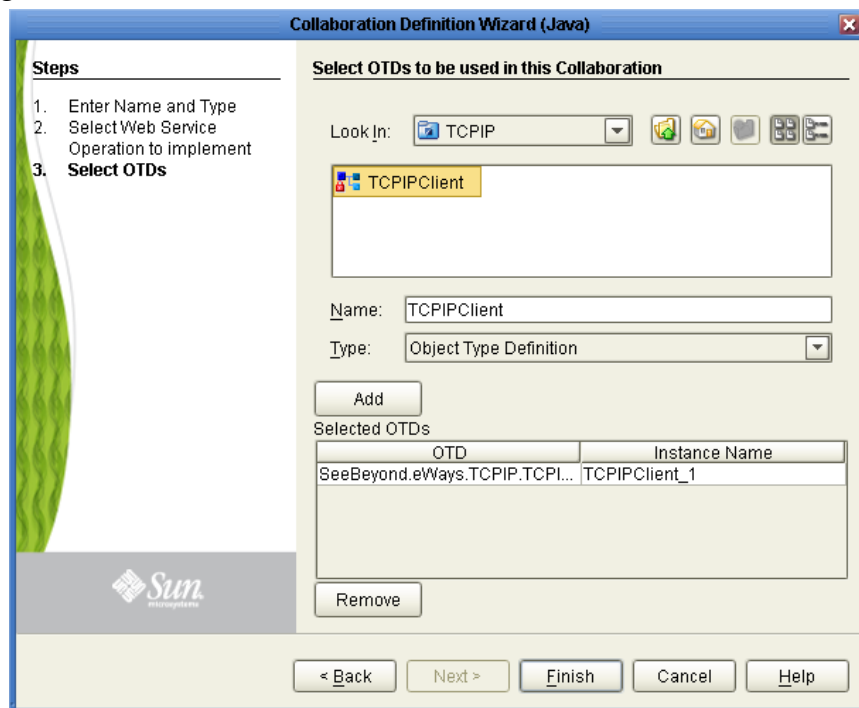 Collaboration Definition Wizard (Java)
Steps
1. Enter Name and Type
2. Select Web Service
Operation to implement
3. Select OTDs
Select OTDs to be used in this Collaboration
Look In: TCPIP
TCPIPClient
Name: TCPIPClient
Type: Object Type Definition
Add
Selected OTDs
OTD Instance Name
SeeBeyond.eWays.TCPIP.TCPI... TCPIPClient_1
Remove
Sun
microsystems
< Back Next > Finish Cancel Help